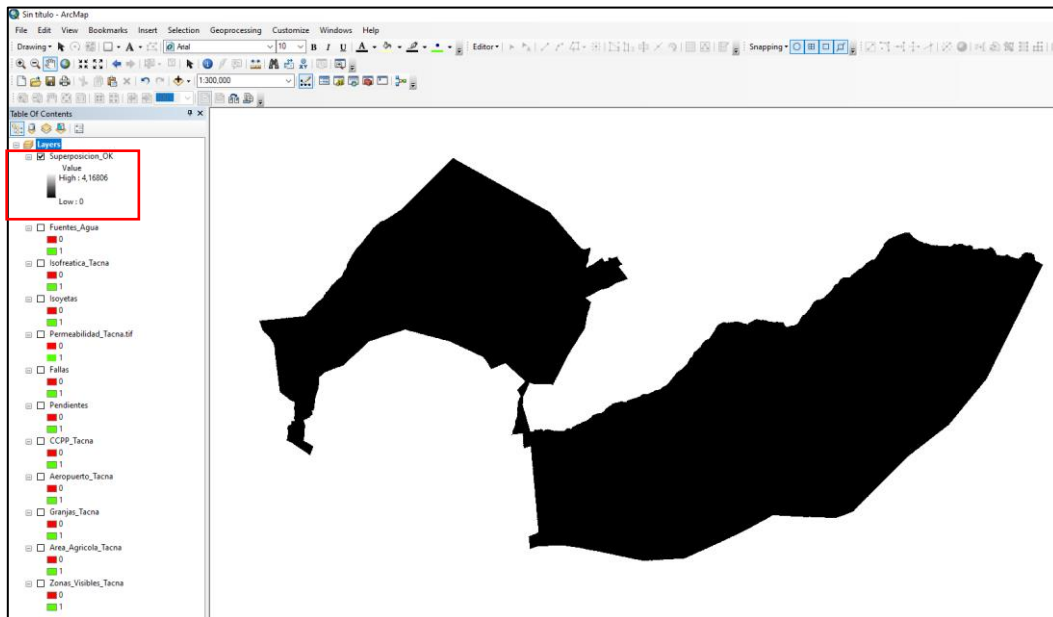 Sin título - ArcMap
File Edit View Bookmarks Insert Selection Geoprocessing Customize Windows Help
Drawing Arial 10 B I U A Editor Snapping
1:300,000
Table Of Contents
Layers
Superposicion_OK
Value
High : 4,16806
Low : 0
Fuentes_Agua
0
1
Isofreatica_Tacna
0
1
Isoyetas
0
1
Permeabilidad_Tacna.tif
0
1
Fallas
0
1
Pendientes
0
1
CCPP_Tacna
0
1
Aeropuerto_Tacna
0
1
Granjas_Tacna
0
1
Area_Agricola_Tacna
0
1
Zonas_Visibles_Tacna
0
1